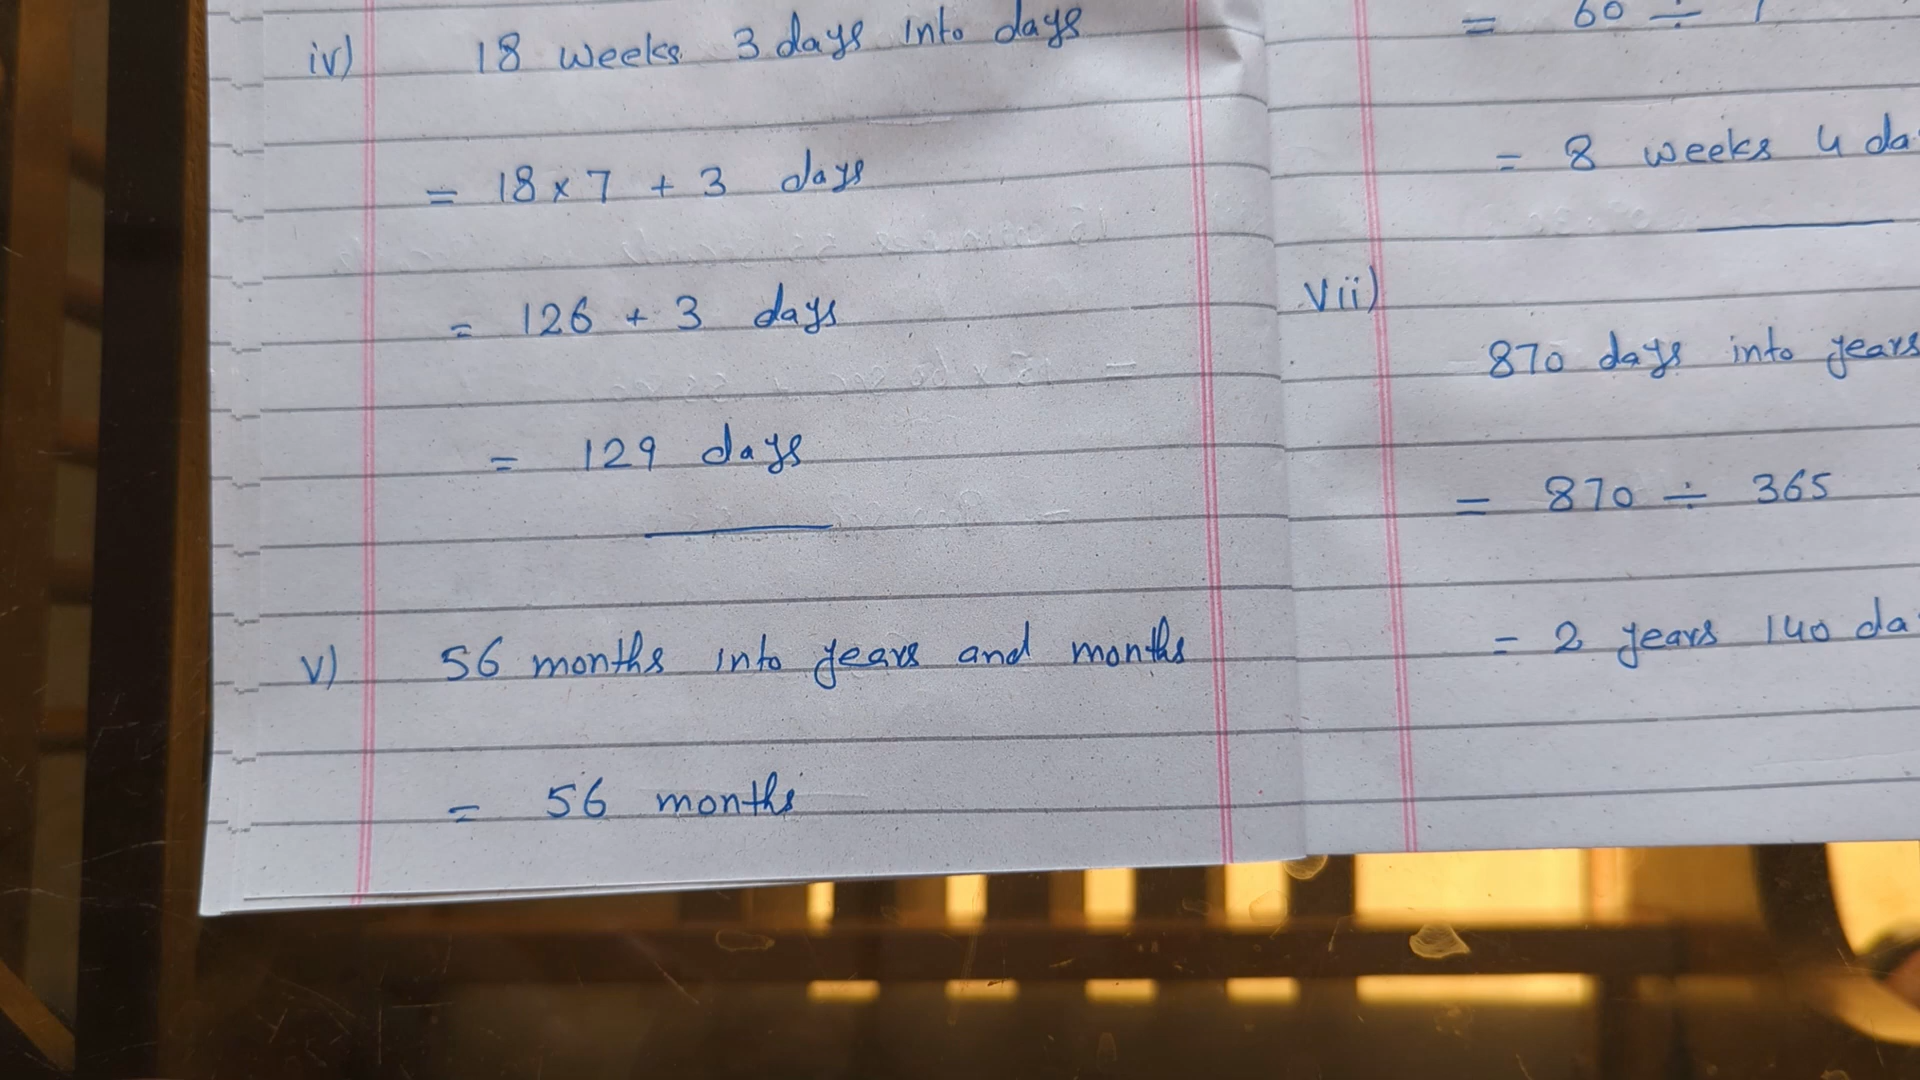 iv) 18 weeks 3 days into days
= 18 × 7 + 3 days
= 126 + 3 days
= 129 days
v) 56 months into years and months
= 56 months
= 60 ÷
= 8 weeks 4 da
vii)
870 days into years
= 870 ÷ 365
= 2 years 140 da